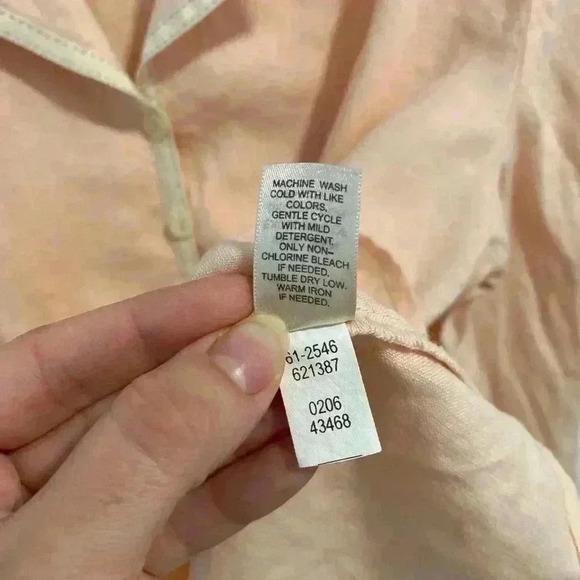 MACHINE WASH
COLD WITH LIKE
COLORS,
GENTLE CYCLE
WITH MILD
DETERGENT.
ONLY NON-
CHLORINE BLEACH
IF NEEDED.
TUMBLE DRY LOW.
WARM IRON
IF NEEDED.
61-2546
621387
0206
43468